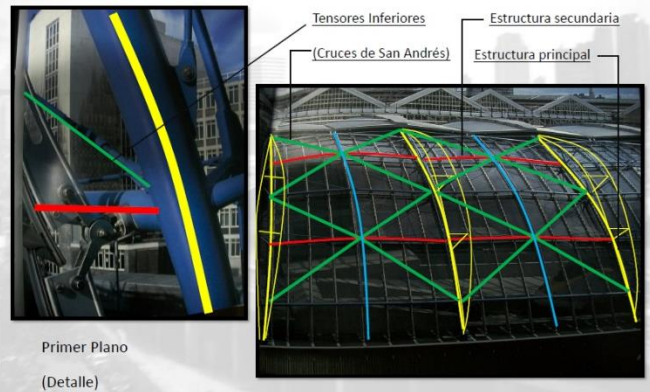 Tensores Inferiores
(Cruces de San Andrés)
Estructura secundaria
Estructura principal
Primer Plano
(Detalle)